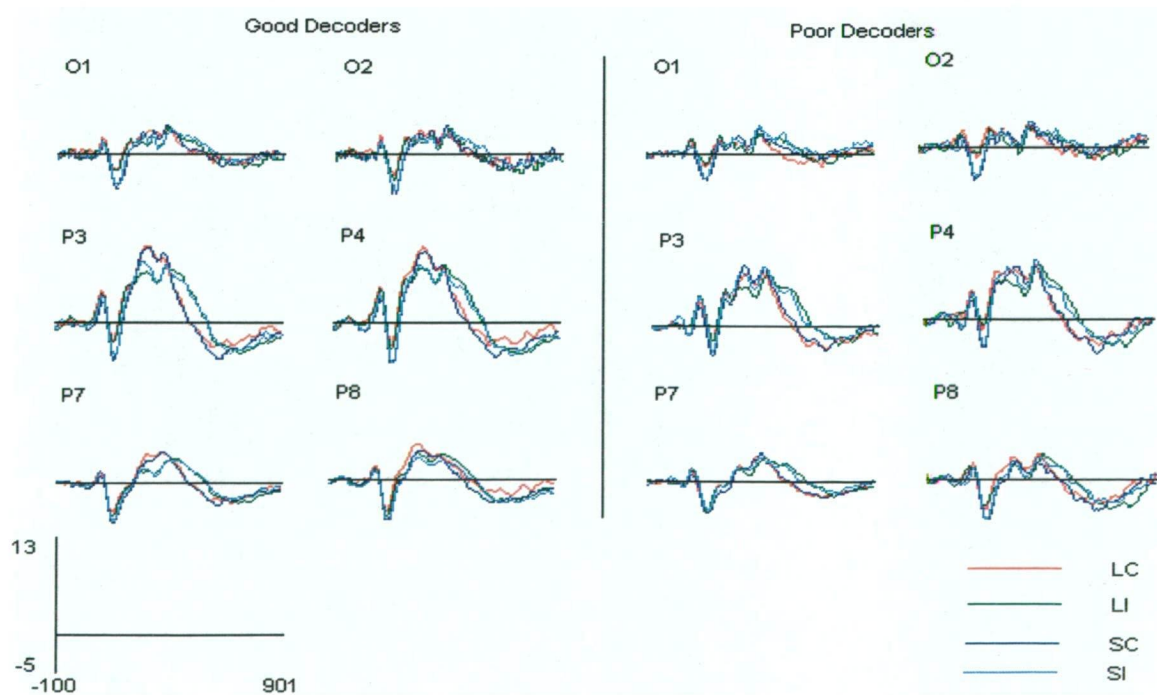 Good Decoders
Poor Decoders
O1
O2
O1
O2
P3
P4
P3
P4
P7
P8
P7
P8
13
-5
-100
901
LC
LI
SC
SI